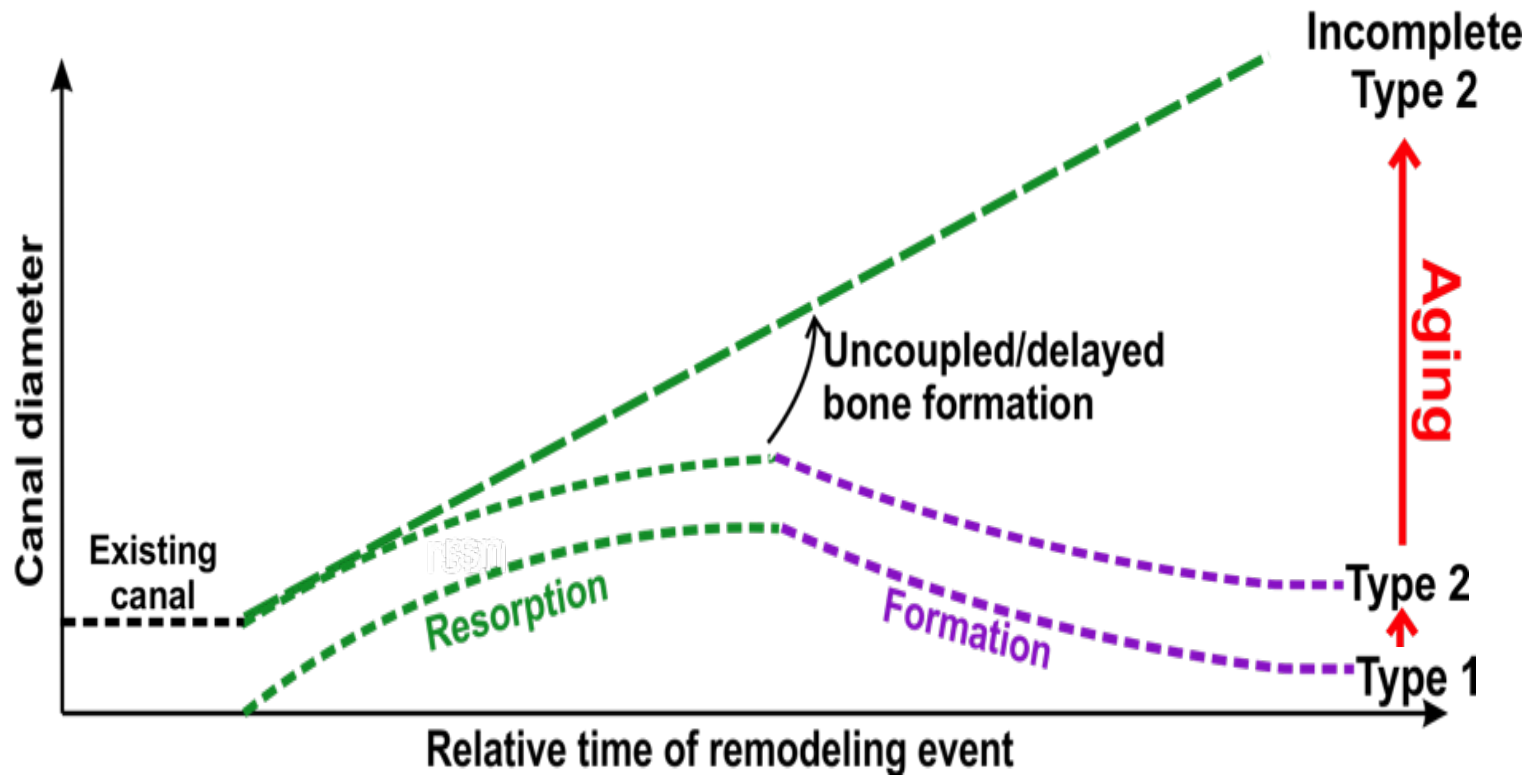 Incomplete
Type 2
Canal diameter
Aging
Uncoupled/delayed
bone formation
Existing
canal
Resorption
Formation
Type 2
Type 1
Relative time of remodeling event